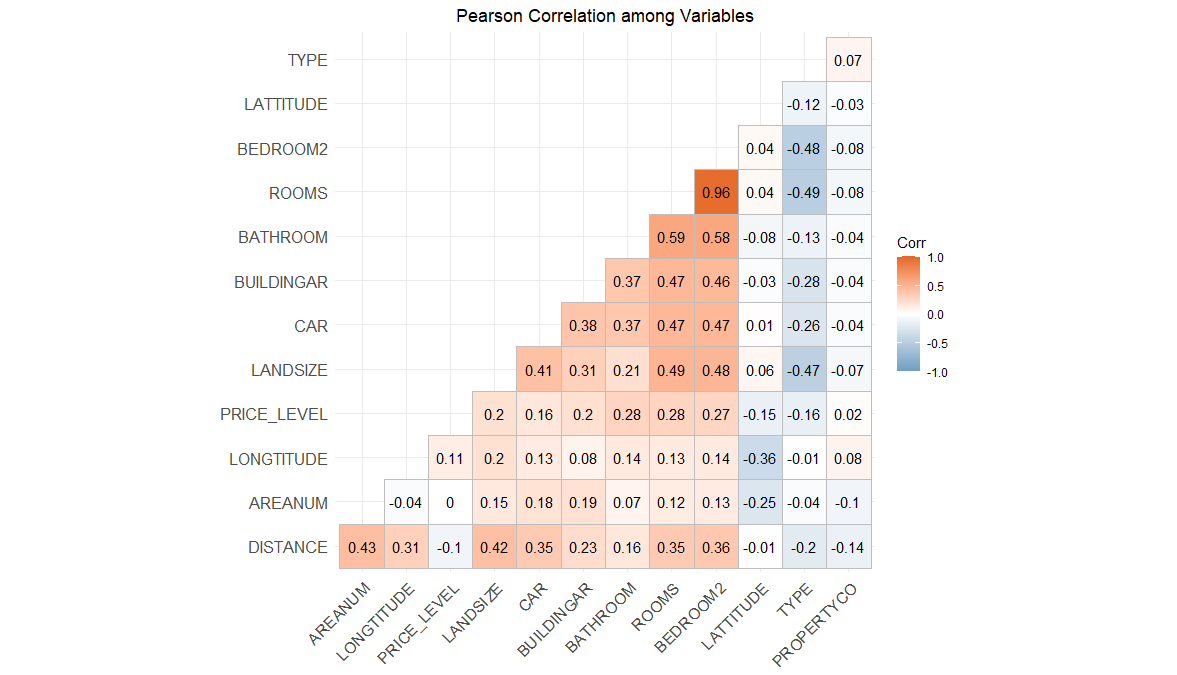 Pearson Correlation among Variables
TYPE 0.07
LATTITUDE -0.12 -0.03
BEDROOM2 0.04 -0.48 -0.08
ROOMS 0.96 0.04 -0.49 -0.08
BATHROOM 0.59 0.58 -0.08 -0.13 -0.04
BUILDINGAR 0.37 0.47 0.46 -0.03 -0.28 -0.04
CAR 0.38 0.37 0.47 0.47 0.01 -0.26 -0.04
LANDSIZE 0.41 0.31 0.21 0.49 0.48 0.06 -0.47 -0.07
PRICE_LEVEL 0.2 0.16 0.2 0.28 0.28 0.27 -0.15 -0.16 0.02
LONGTITUDE 0.11 0.2 0.13 0.08 0.14 0.13 0.14 -0.36 -0.01 0.08
AREANUM -0.04 0 0.15 0.18 0.19 0.07 0.12 0.13 -0.25 -0.04 -0.1
DISTANCE 0.43 0.31 -0.1 0.42 0.35 0.23 0.16 0.35 0.36 -0.01 -0.2 -0.14
AREANUM LONGTITUDE PRICE_LEVEL LANDSIZE CAR BUILDINGAR BATHROOM ROOMS BEDROOM2 LATTITUDE TYPE PROPERTYCO
Corr
1.0
0.5
0.0
-0.5
-1.0